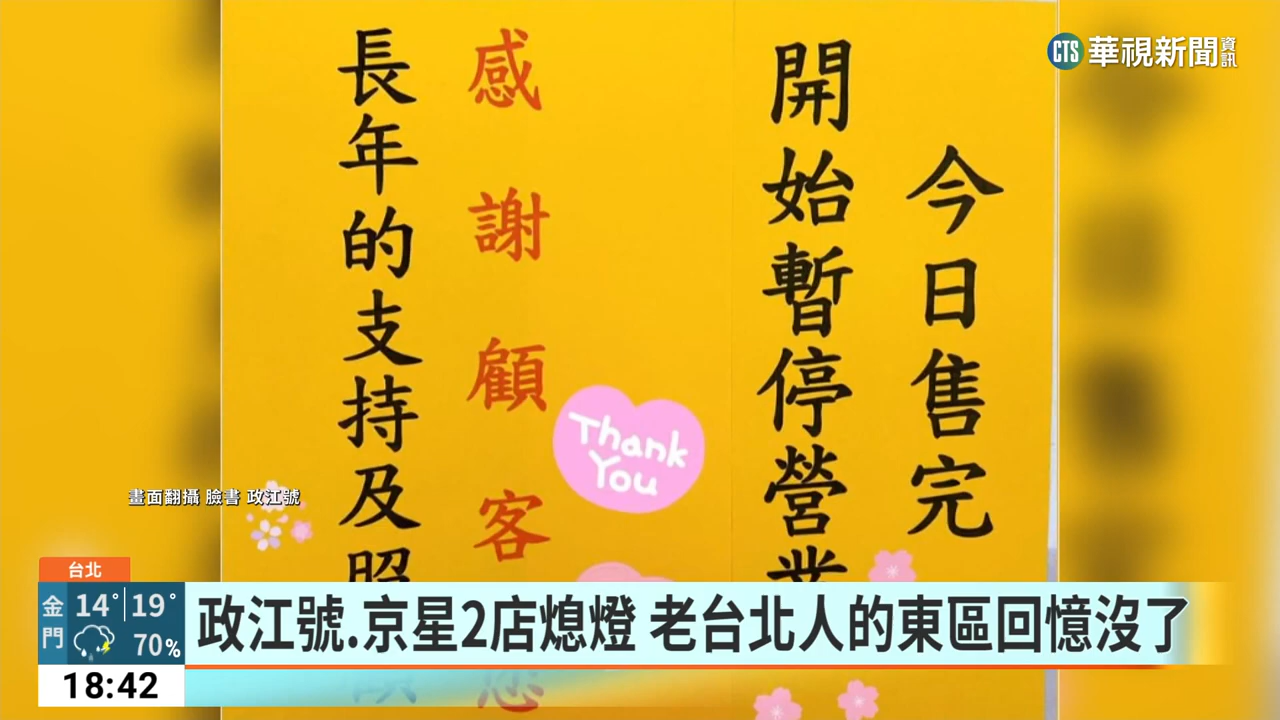 CTS 華視新聞資訊
今日售完
開始暫停營業
Thank
You
感謝顧客
長年的支持及照
畫面翻攝 臉書 政江號
台北
金門
14° 19°
70%
18:42
政江號.京星2店熄燈 老台北人的東區回憶沒了